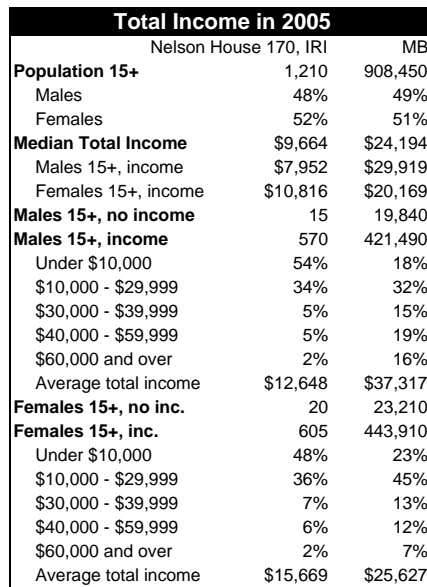 Total Income in 2005
Nelson House 170, IRI MB
Population 15+ 1,210 908,450
Males 48% 49%
Females 52% 51%
Median Total Income $9,664 $24,194
Males 15+, income $7,952 $29,919
Females 15+, income $10,816 $20,169
Males 15+, no income 15 19,840
Males 15+, income 570 421,490
Under $10,000 54% 18%
$10,000 - $29,999 34% 32%
$30,000 - $39,999 5% 15%
$40,000 - $59,999 5% 19%
$60,000 and over 2% 16%
Average total income $12,648 $37,317
Females 15+, no inc. 20 23,210
Females 15+, inc. 605 443,910
Under $10,000 48% 23%
$10,000 - $29,999 36% 45%
$30,000 - $39,999 7% 13%
$40,000 - $59,999 6% 12%
$60,000 and over 2% 7%
Average total income $15,669 $25,627